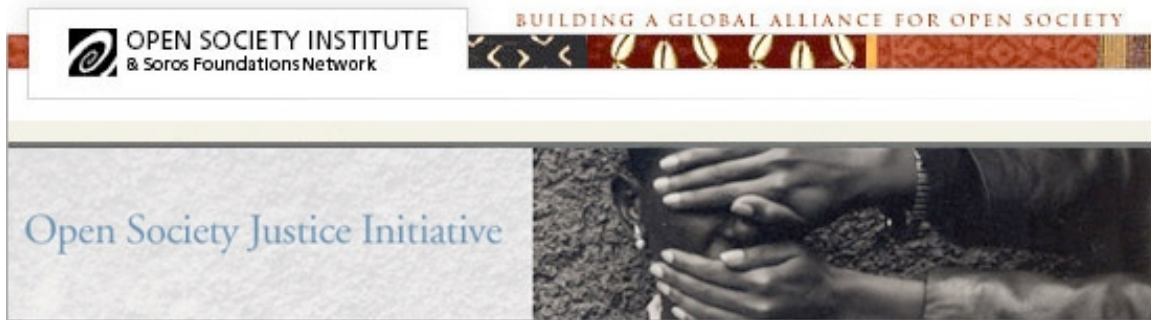 BUILDING A GLOBAL ALLIANCE FOR OPEN SOCIETY
OPEN SOCIETY INSTITUTE
& Soros Foundations Network
Open Society Justice Initiative